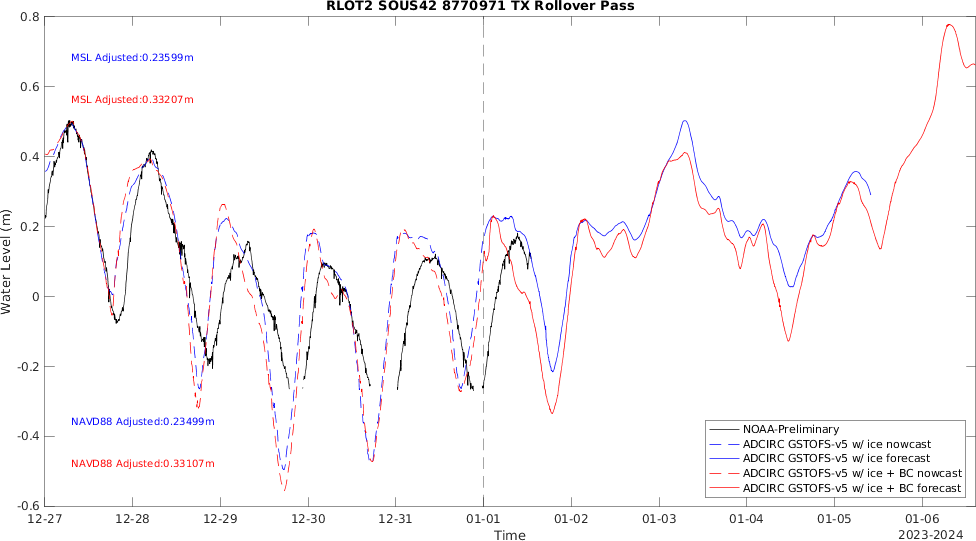 RLOT2 SOUS42 8770971 TX Rollover Pass
0.8
MSL Adjusted:0.23599m
0.6
MSL Adjusted:0.33207m
0.4
0.2
Water Level (m)
0
-0.2
NAVD88 Adjusted:0.23499m
-0.4
NAVD88 Adjusted:0.33107m
-0.6
NOAA-Preliminary
ADCIRC GSTOFS-v5 w/ ice nowcast
ADCIRC GSTOFS-v5 w/ ice forecast
ADCIRC GSTOFS-v5 w/ ice + BC nowcast
ADCIRC GSTOFS-v5 w/ ice + BC forecast
12-27 12-28 12-29 12-30 12-31 01-01 01-02 01-03 01-04 01-05 01-06
Time
2023-2024